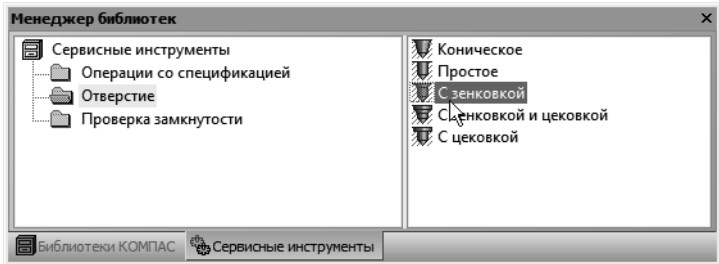 Менеджер библиотек
Сервисные инструменты
Операции со спецификацией
Отверстие
Проверка замкнутости
Коническое
Простое
С зенковкой
С зенковкой и цековкой
С цековкой
Библиотеки КОМПАС
Сервисные инструменты